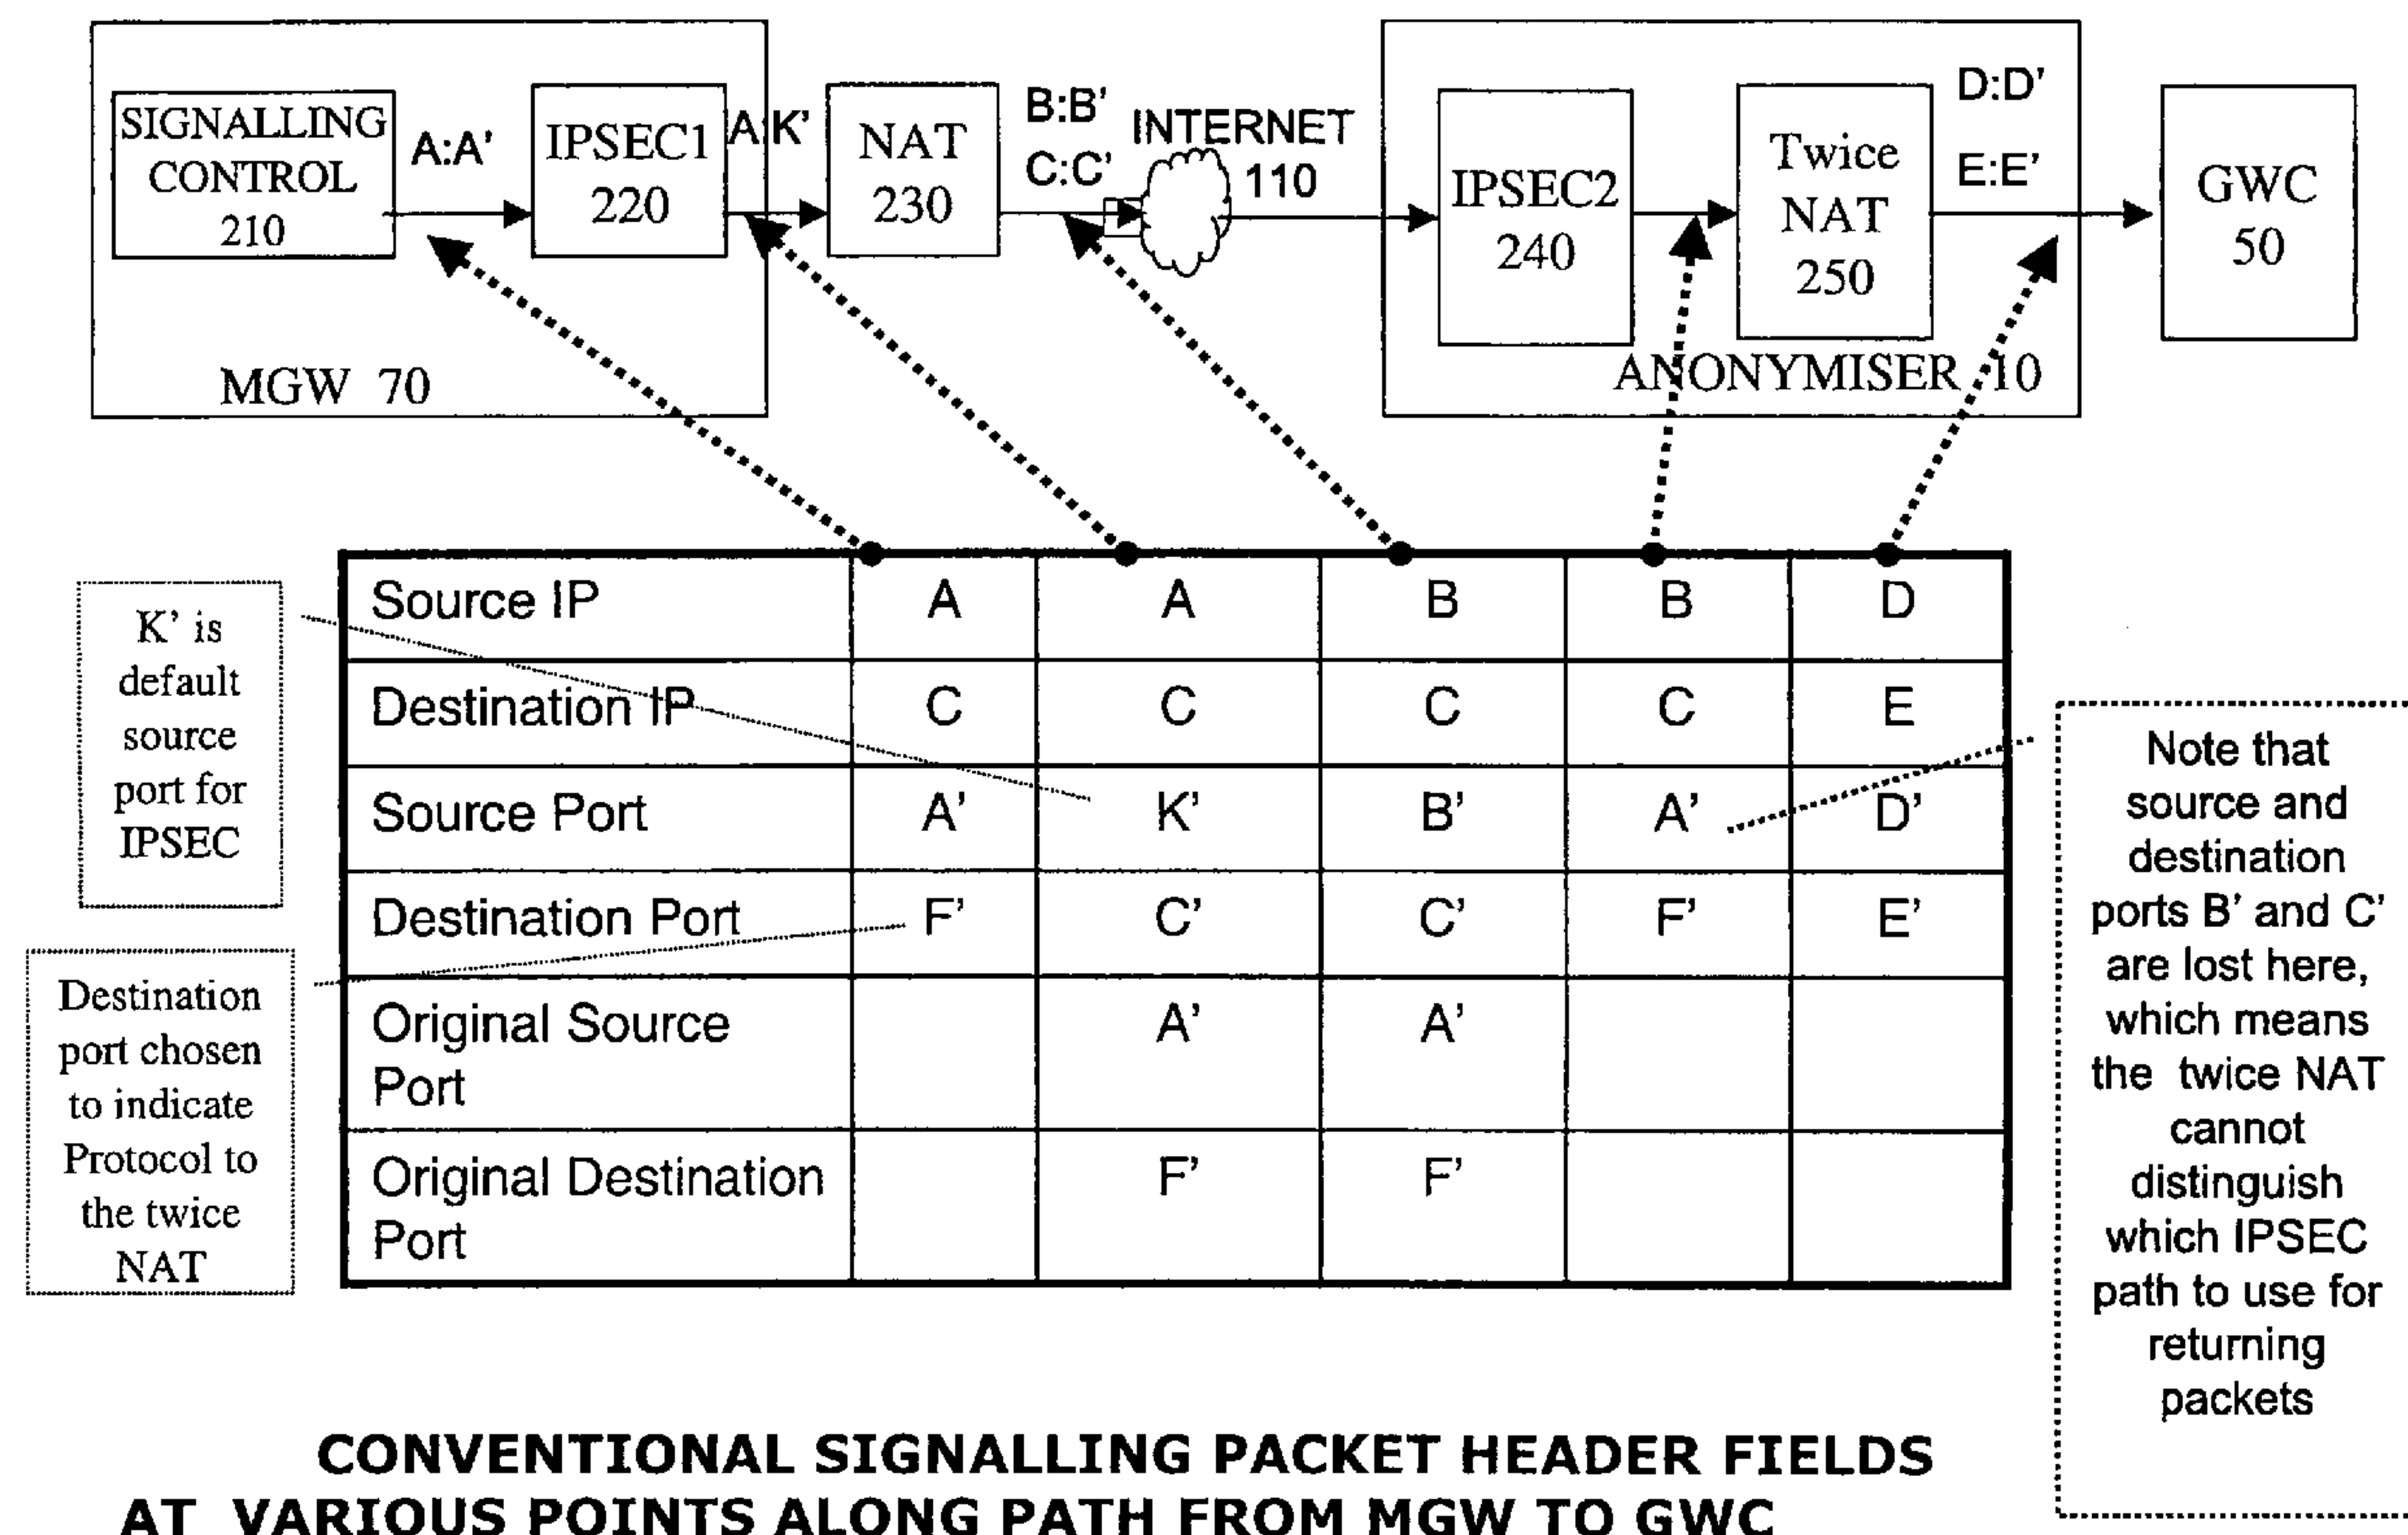 SIGNALLING
CONTROL
210
A:A'
IPSEC1
220
A:K'
NAT
230
B:B'
C:C'
INTERNET
110
IPSEC2
240
Twice
NAT
250
D:D'
E:E'
GWC
50
MGW 70
ANONYMISER 10
K' is
default
source
port for
IPSEC
Destination
port chosen
to indicate
Protocol to
the twice
NAT
Source IP A A B B D
Destination IP C C C C E
Source Port A' K' B' A' D'
Destination Port F' C' C' F' E'
Original Source
Port A' A'
Original Destination
Port F' F'
Note that
source and
destination
ports B' and C'
are lost here,
which means
the twice NAT
cannot
distinguish
which IPSEC
path to use for
returning
packets
CONVENTIONAL SIGNALLING PACKET HEADER FIELDS
AT VARIOUS POINTS ALONG PATH FROM MGW TO GWC